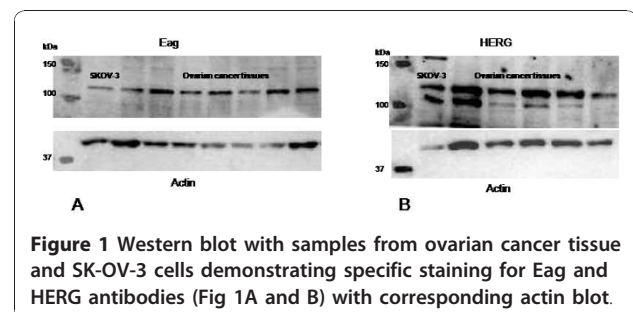 Eag
HERG
kDa
kDa
150
SKOV-3
Ovarian cancer tissues
150
SKOV-3
Ovarian cancer tissues
100
100
37
37
Actin
Actin
A
B
Figure 1 Western blot with samples from ovarian cancer tissue
and SK-OV-3 cells demonstrating specific staining for Eag and
HERG antibodies (Fig 1A and B) with corresponding actin blot.